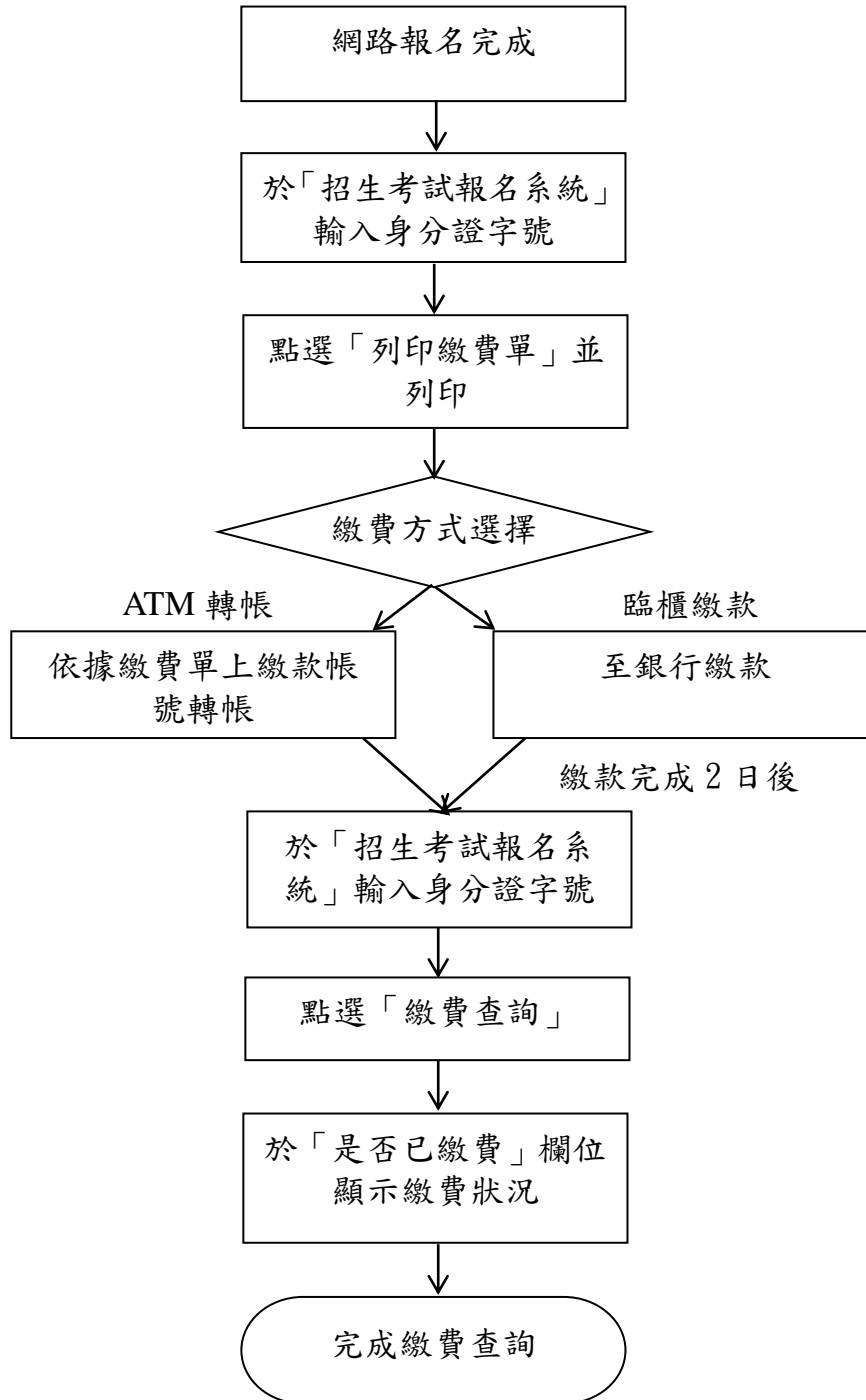 網路報名完成
於「招生考試報名系統」
輸入身分證字號
點選「列印繳費單」並
列印
繳費方式選擇
ATM 轉帳
臨櫃繳款
依據繳費單上繳款帳
號轉帳
至銀行繳款
繳款完成 2 日後
於「招生考試報名系
統」輸入身分證字號
點選「繳費查詢」
於「是否已繳費」欄位
顯示繳費狀況
完成繳費查詢